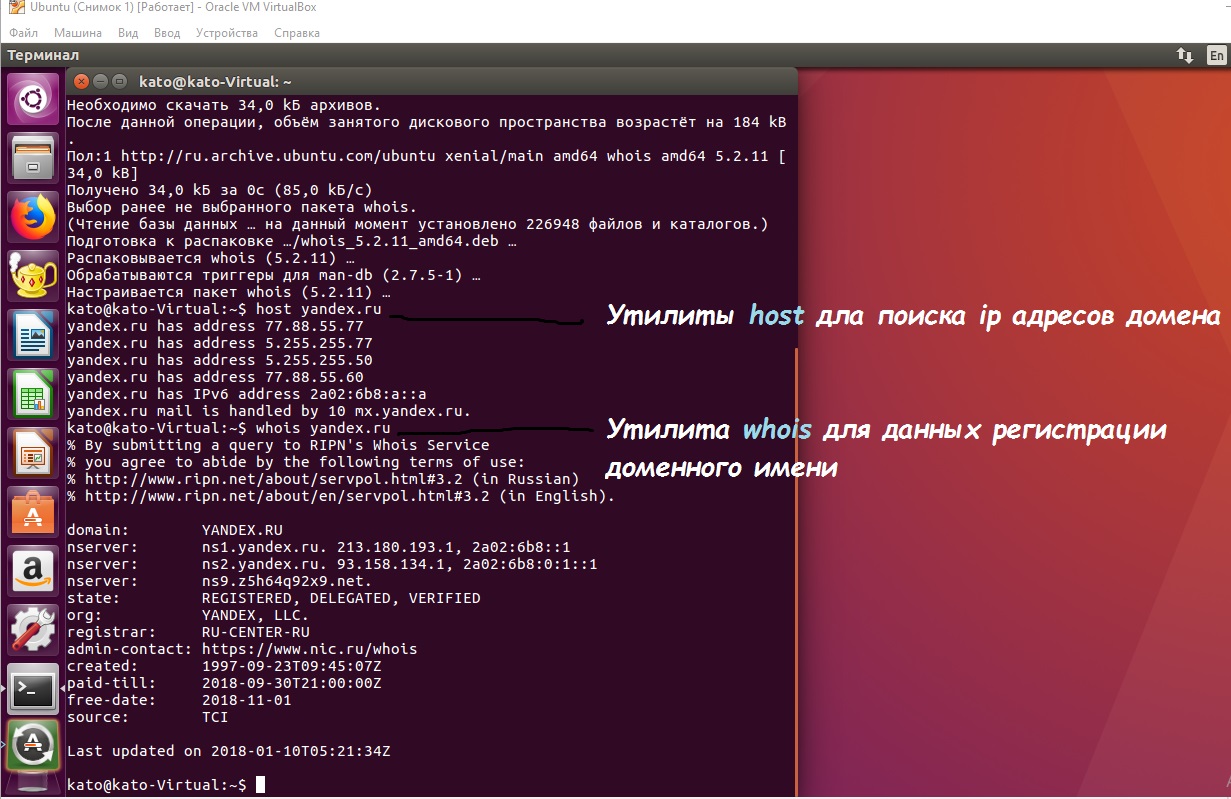 Ubuntu (Снимок 1) [Работает] - Oracle VM VirtualBox
Файл Машина Вид Ввод Устройства Справка
Терминал
En
kato@kato-Virtual: ~
Необходимо скачать 34,0 kБ архивов.
После данной операции, объём занятого дискового пространства возрастёт на 184 kB
.
Пол:1 http://ru.archive.ubuntu.com/ubuntu xenial/main amd64 whois amd64 5.2.11 [
34,0 kB]
Получено 34,0 kБ за 0с (85,0 kБ/c)
Выбор ранее не выбранного пакета whois.
(Чтение базы данных … на данный момент установлено 226948 файлов и каталогов.)
Подготовка к распаковке …/whois_5.2.11_amd64.deb …
Распаковывается whois (5.2.11) …
Обрабатываются триггеры для man-db (2.7.5-1) …
Настраивается пакет whois (5.2.11) …
kato@kato-Virtual:~$ host yandex.ru
Утилиты host дла поиска ip адресов домена
yandex.ru has address 77.88.55.77
yandex.ru has address 5.255.255.77
yandex.ru has address 5.255.255.50
yandex.ru has address 77.88.55.60
yandex.ru has IPv6 address 2a02:6b8:a::a
yandex.ru mail is handled by 10 mx.yandex.ru.
kato@kato-Virtual:~$ whois yandex.ru
Утилита whois для данных регистрации
доменного имени
% By submitting a query to RIPN's Whois Service
% you agree to abide by the following terms of use:
% http://www.ripn.net/about/servpol.html#3.2 (in Russian)
% http://www.ripn.net/about/en/servpol.html#3.2 (in English).
domain: YANDEX.RU
nserver: ns1.yandex.ru. 213.180.193.1, 2a02:6b8::1
nserver: ns2.yandex.ru. 93.158.134.1, 2a02:6b8:0:1::1
nserver: ns9.z5h64q92x9.net.
state: REGISTERED, DELEGATED, VERIFIED
org: YANDEX, LLC.
registrar: RU-CENTER-RU
admin-contact: https://www.nic.ru/whois
created: 1997-09-23T09:45:07Z
paid-till: 2018-09-30T21:00:00Z
free-date: 2018-11-01
source: TCI
Last updated on 2018-01-10T05:21:34Z
kato@kato-Virtual:~$